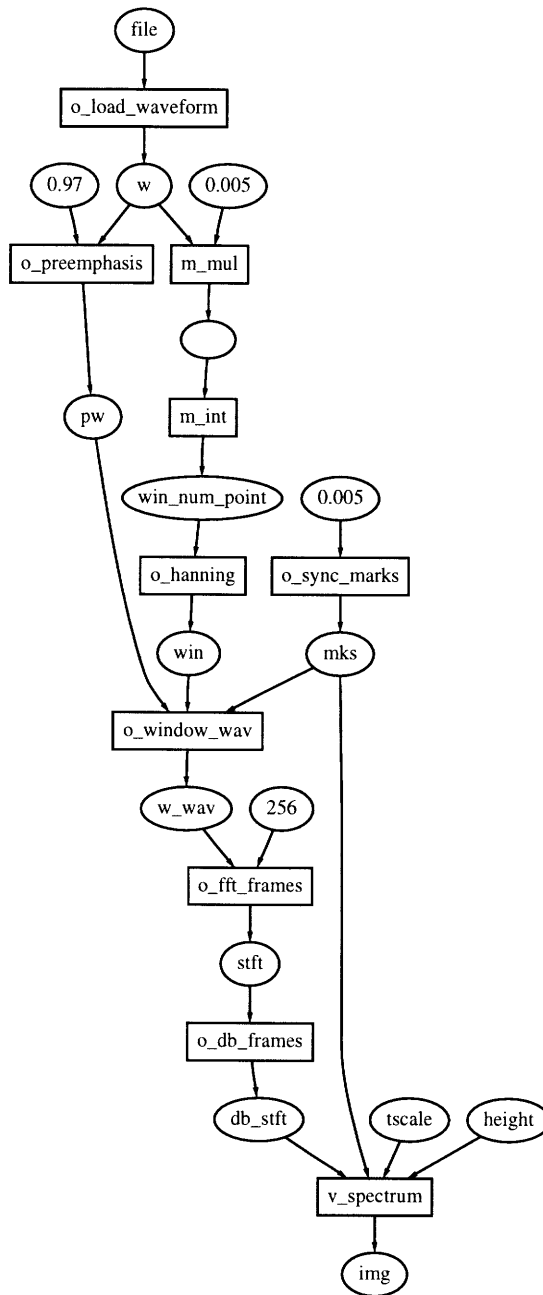 file
o_load_waveform
0.97
w
0.005
o_preemphasis
m_mul
pw
m_int
win_num_point
0.005
o_hanning
o_sync_marks
win
mks
o_window_wav
w_wav
256
o_fft_frames
stft
o_db_frames
db_stft
tscale
height
v_spectrum
img